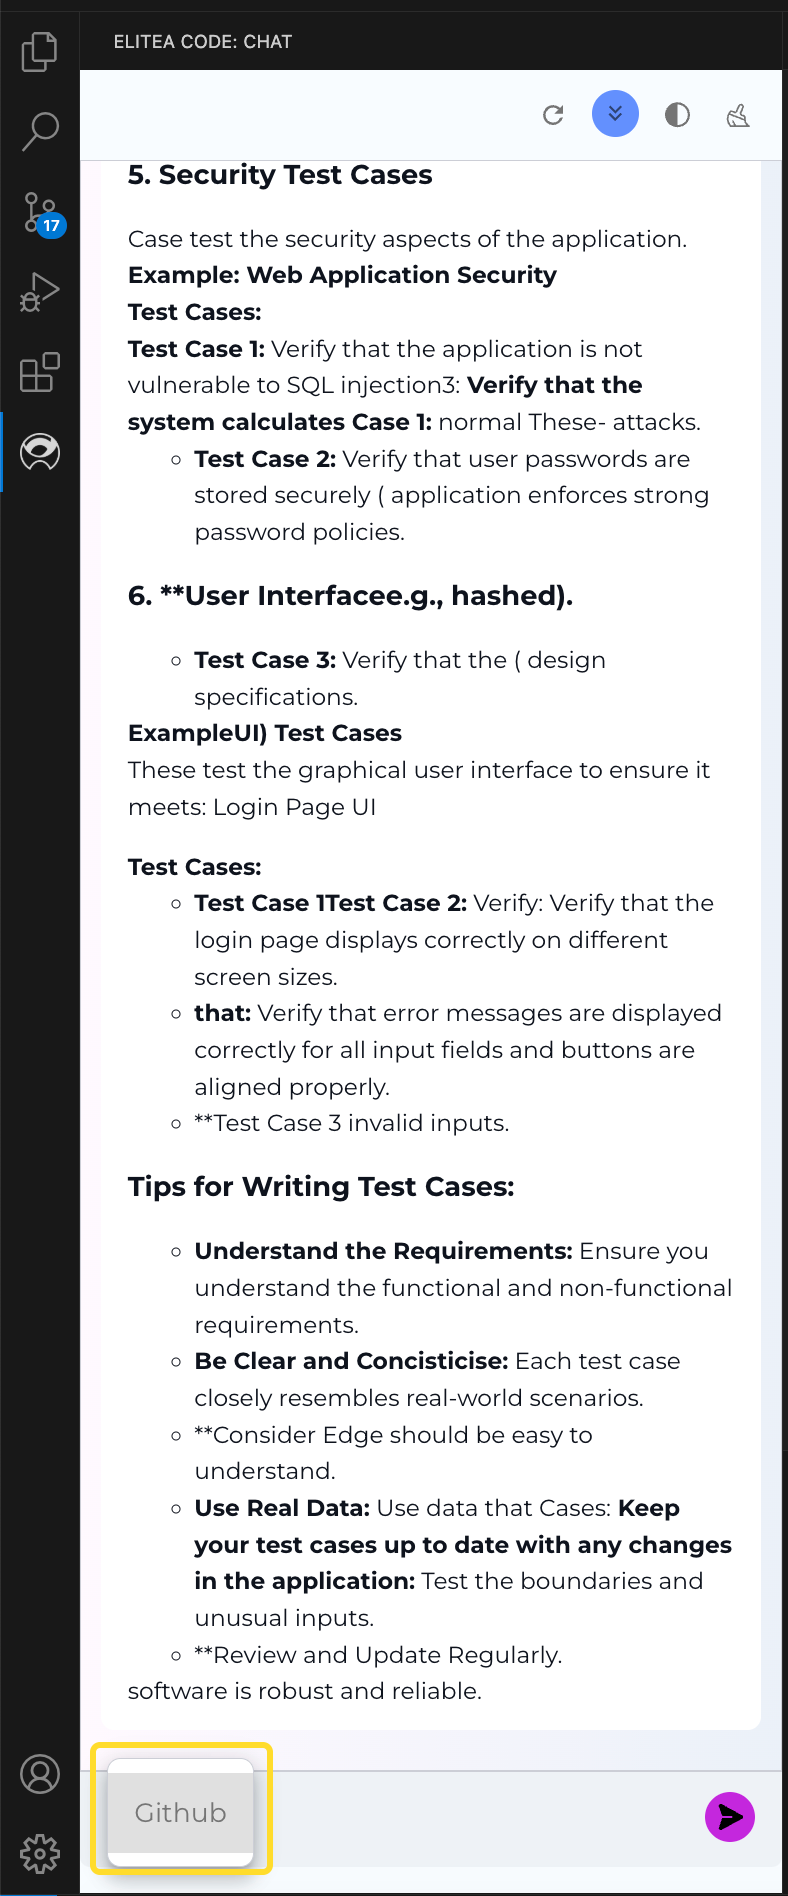 ELITEA CODE: CHAT
17
5. Security Test Cases
Case test the security aspects of the application.
Example: Web Application Security
Test Cases:
Test Case 1: Verify that the application is not
vulnerable to SQL injection3: Verify that the
system calculates Case 1: normal These- attacks.
Test Case 2: Verify that user passwords are
stored securely ( application enforces strong
password policies.
6. **User Interfacee.g., hashed).
Test Case 3: Verify that the ( design
specifications.
ExampleUI) Test Cases
These test the graphical user interface to ensure it
meets: Login Page UI
Test Cases:
Test Case 1Test Case 2: Verify: Verify that the
login page displays correctly on different
screen sizes.
that: Verify that error messages are displayed
correctly for all input fields and buttons are
aligned properly.
**Test Case 3 invalid inputs.
Tips for Writing Test Cases:
Understand the Requirements: Ensure you
understand the functional and non-functional
requirements.
Be Clear and Concisticise: Each test case
closely resembles real-world scenarios.
**Consider Edge should be easy to
understand.
Use Real Data: Use data that Cases: Keep
your test cases up to date with any changes
in the application: Test the boundaries and
unusual inputs.
**Review and Update Regularly.
software is robust and reliable.
Github